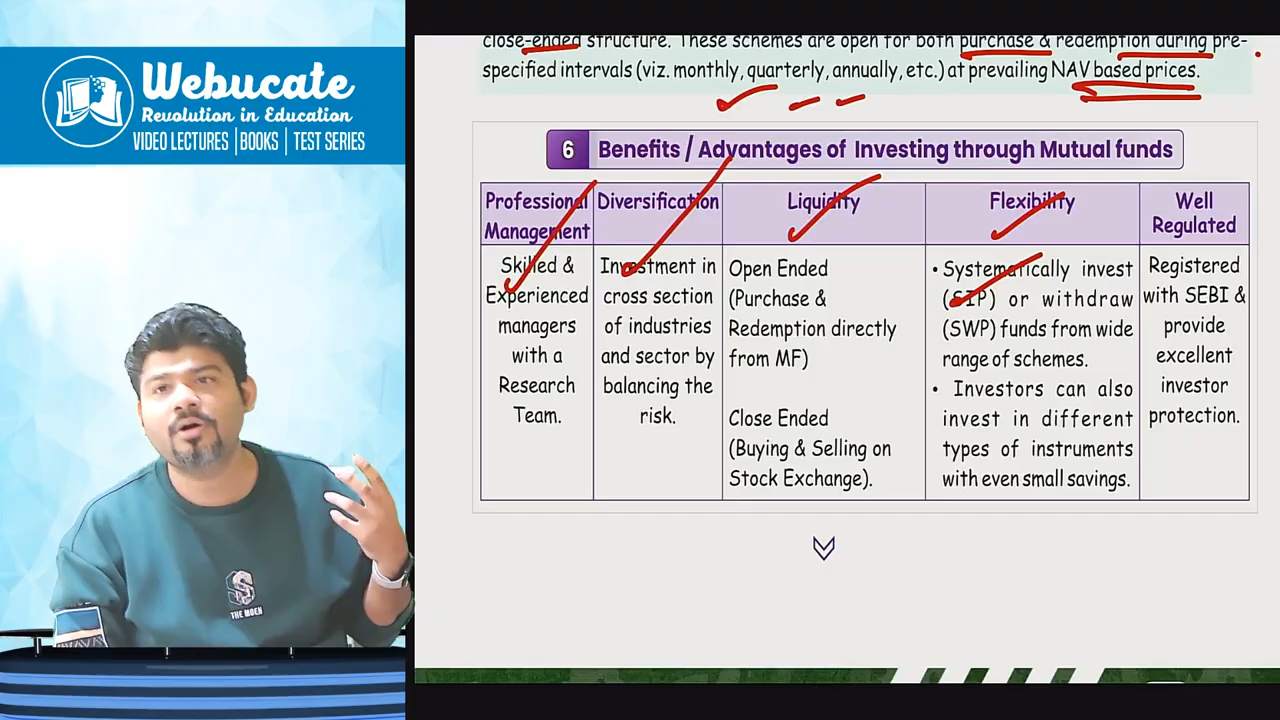 Webucate
Revolution in Education
VIDEO LECTURES | BOOKS | TEST SERIES
THE MOEN
close-ended structure. These schemes are open for both purchase & redemption during pre-
specified intervals (viz. monthly, quarterly, annually, etc.) at prevailing NAV based prices.
6 Benefits / Advantages of Investing through Mutual funds
Professional
Management
Skilled &
Experienced
managers
with a
Research
Team.
Diversification
Investment in
cross section
of industries
and sector by
balancing the
risk.
Liquidity
Open Ended
(Purchase &
Redemption directly
from MF)
Close Ended
(Buying & Selling on
Stock Exchange).
Flexibility
• Systematically invest
(SIP) or withdraw
(SWP) funds from wide
range of schemes.
• Investors can also
invest in different
types of instruments
with even small savings.
Well
Regulated
Registered
with SEBI &
provide
excellent
investor
protection.